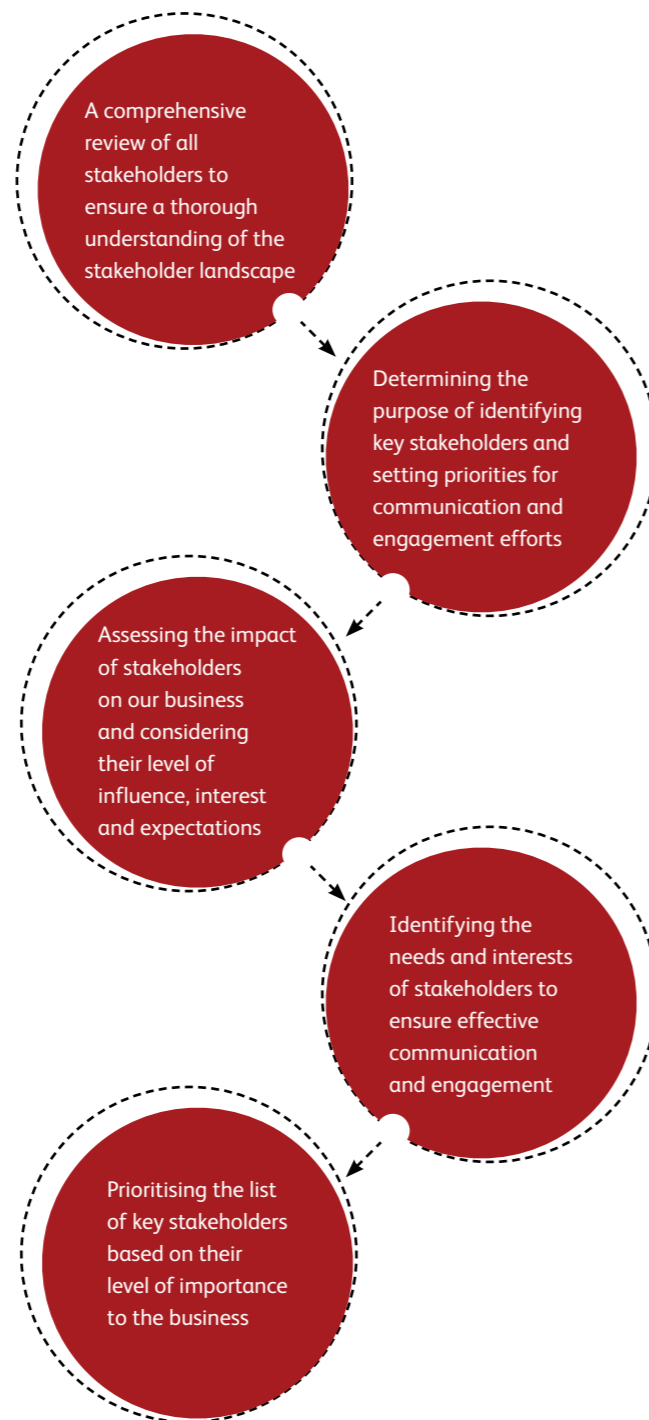 A comprehensive
review of all
stakeholders to
ensure a thorough
understanding of the
stakeholder landscape
Determining the
purpose of identifying
key stakeholders and
setting priorities for
communication and
engagement efforts
Assessing the impact
of stakeholders
on our business
and considering
their level of
influence, interest
and expectations
Identifying the
needs and interests
of stakeholders to
ensure effective
communication
and engagement
Prioritising the list
of key stakeholders
based on their
level of importance
to the business